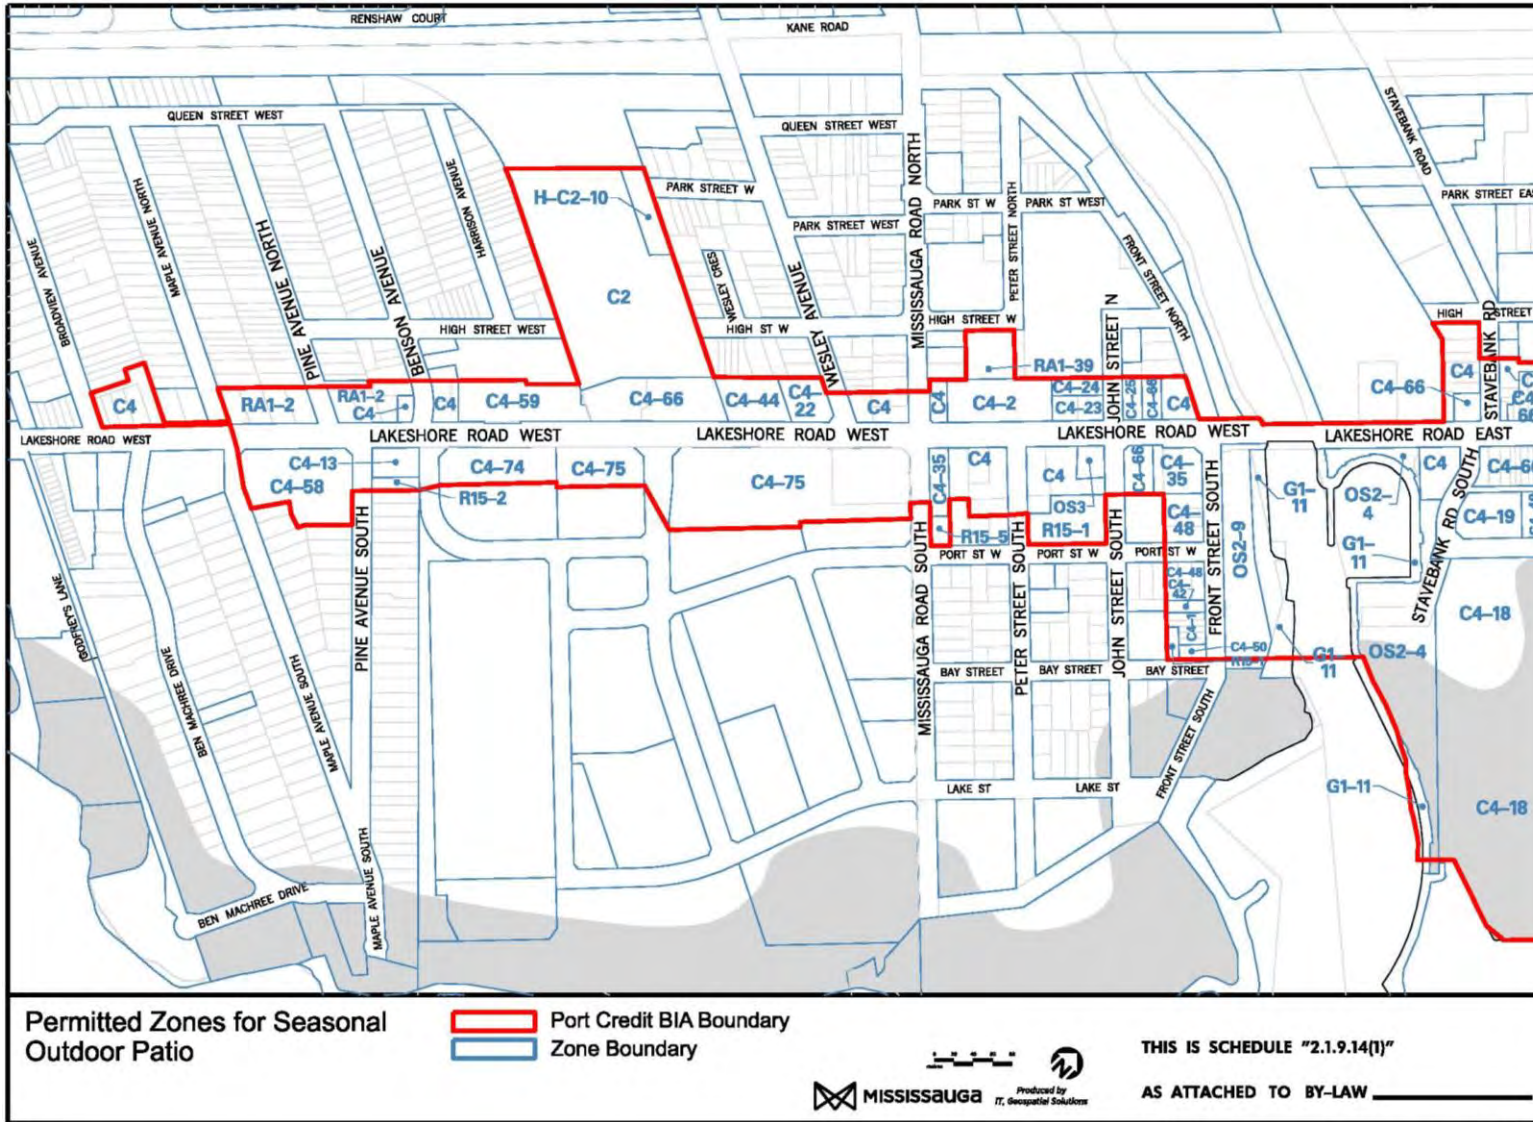 RENSHAW COURT
KANE ROAD
QUEEN STREET WEST
QUEEN STREET WEST
STAVEBANK ROAD
MISSISSAUGA ROAD NORTH
HARRISON AVENUE
PARK STREET W
H-C2-10
PARK ST W
PARK STREET WEST
PETER STREET NORTH
PARK ST WEST
PARK STREET EAS
MAPLE AVENUE NORTH
BROADVIEW AVENUE
PINE AVENUE NORTH
BENSON AVENUE
WESLEY CRES
WESLEY AVENUE
FRONT STREET NORTH
C2
HIGH STREET WEST
HIGH ST W
HIGH STREET W
JOHN STREET N
HIGH STREET
STAVEBANK RD
RA1-39
C4
RA1-2
RA1-2
C4
C4
C4-59
C4-66
C4-44
C4-
22
C4
C4
C4-2
C4-24
C4-23
C4-25
C4-66
C4
C4-66
C4
C4-
66
LAKESHORE ROAD WEST
LAKESHORE ROAD WEST
LAKESHORE ROAD WEST
LAKESHORE ROAD WEST
LAKESHORE ROAD EAST
C4-13
C4-58
R15-2
C4-74
C4-75
C4-75
C4-35
C4
C4
OS3
R15-1
R15-5
C4-66
C4-
35
C4-
48
G1-
11
OS2-
4
C4
C4-66
C4-19
G1-
11
PORT ST W
PORT ST W
PORT ST W
C4-48
C4-
42
C4-1
C4-50
OS2-9
FRONT STREET SOUTH
STAVEBANK RD SOUTH
C4-18
OS2-4
G1-
11
GODFREY'S LANE
BEN MACHREE DRIVE
MAPLE AVENUE SOUTH
PINE AVENUE SOUTH
MISSISSAUGA ROAD SOUTH
PETER STREET SOUTH
JOHN STREET SOUTH
BAY STREET
BAY STREET
BAY STREET
FRONT STREET SOUTH
LAKE ST
LAKE ST
G1-11
C4-18
BEN MACHREE DRIVE
MAPLE AVENUE SOUTH
Permitted Zones for Seasonal
Outdoor Patio
Port Credit BIA Boundary
Zone Boundary
MISSISSAUGA
Produced by
IT, Geospatial Solutions
THIS IS SCHEDULE "2.1.9.14(1)"
AS ATTACHED TO BY-LAW